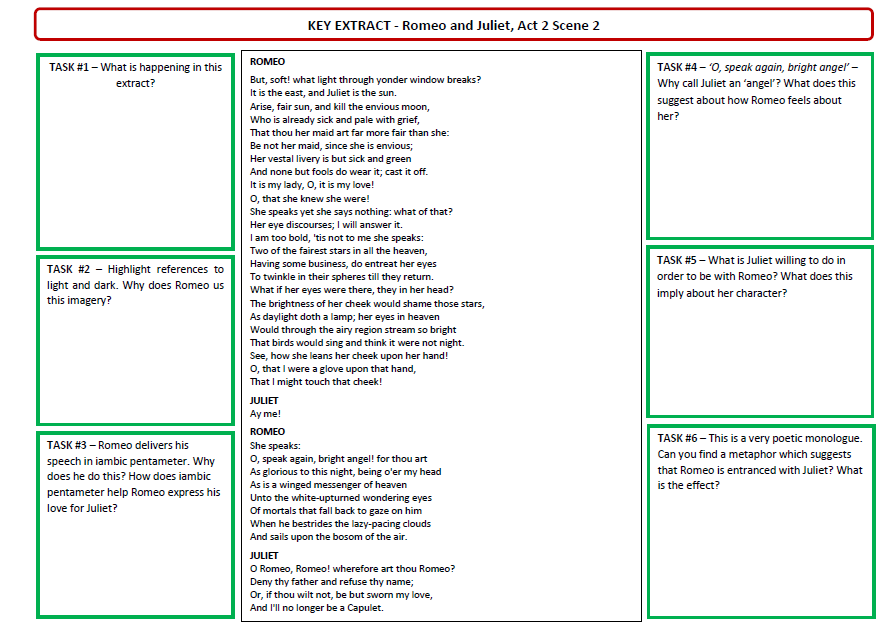 KEY EXTRACT - Romeo and Juliet, Act 2 Scene 2
TASK #1 – What is happening in this
extract?
TASK #2 – Highlight references to
light and dark. Why does Romeo us
this imagery?
TASK #3 – Romeo delivers his
speech in iambic pentameter. Why
does he do this? How does iambic
pentameter help Romeo express his
love for Juliet?
ROMEO
But, soft! what light through yonder window breaks?
It is the east, and Juliet is the sun.
Arise, fair sun, and kill the envious moon,
Who is already sick and pale with grief,
That thou her maid art far more fair than she:
Be not her maid, since she is envious;
Her vestal livery is but sick and green
And none but fools do wear it; cast it off.
It is my lady, O, it is my love!
O, that she knew she were!
She speaks yet she says nothing: what of that?
Her eye discourses; I will answer it.
I am too bold, 'tis not to me she speaks:
Two of the fairest stars in all the heaven,
Having some business, do entreat her eyes
To twinkle in their spheres till they return.
What if her eyes were there, they in her head?
The brightness of her cheek would shame those stars,
As daylight doth a lamp; her eyes in heaven
Would through the airy region stream so bright
That birds would sing and think it were not night.
See, how she leans her cheek upon her hand!
O, that I were a glove upon that hand,
That I might touch that cheek!
JULIET
Ay me!
ROMEO
She speaks:
O, speak again, bright angel! for thou art
As glorious to this night, being o'er my head
As is a winged messenger of heaven
Unto the white-upturned wondering eyes
Of mortals that fall back to gaze on him
When he bestrides the lazy-pacing clouds
And sails upon the bosom of the air.
JULIET
O Romeo, Romeo! wherefore art thou Romeo?
Deny thy father and refuse thy name;
Or, if thou wilt not, be but sworn my love,
And I'll no longer be a Capulet.
TASK #4 – ‘O, speak again, bright angel’ –
Why call Juliet an ‘angel’? What does this
suggest about how Romeo feels about
her?
TASK #5 – What is Juliet willing to do in
order to be with Romeo? What does this
imply about her character?
TASK #6 – This is a very poetic monologue.
Can you find a metaphor which suggests
that Romeo is entranced with Juliet? What
is the effect?